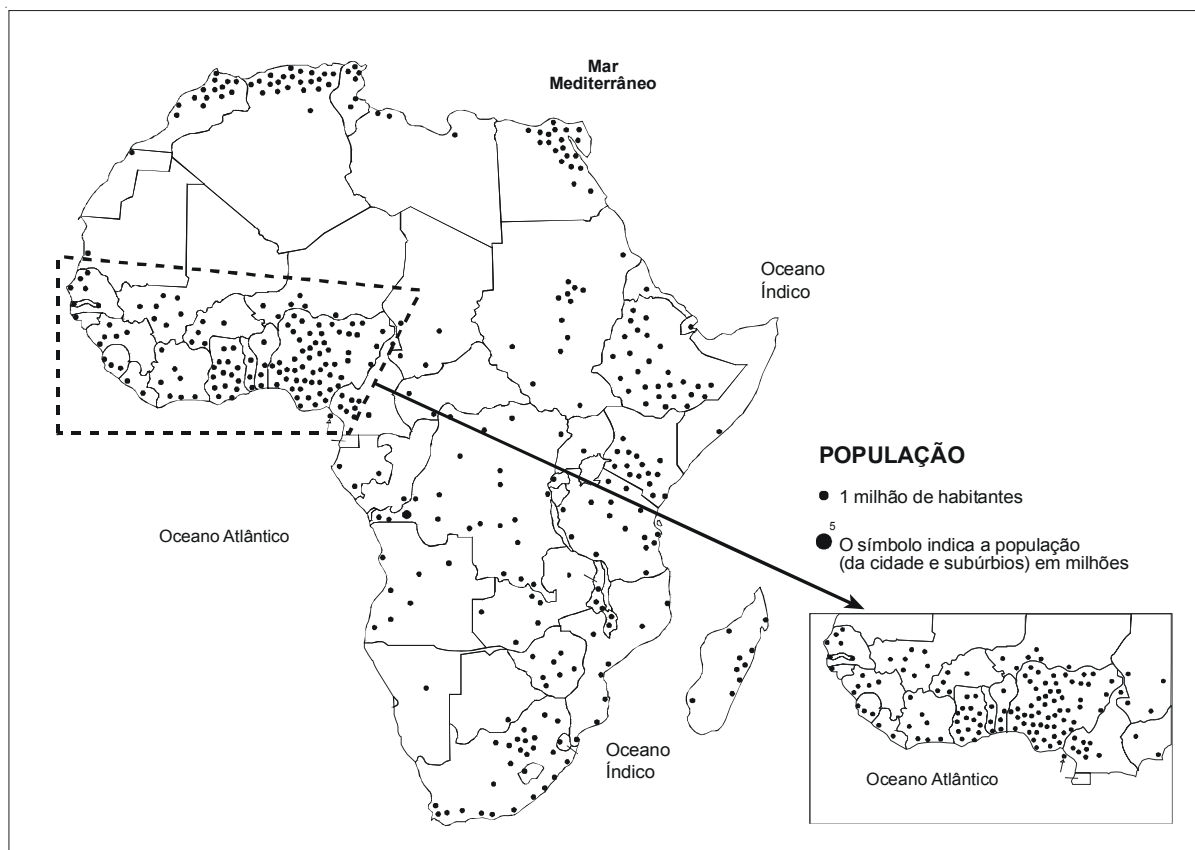 Mar
Mediterrâneo
Oceano
Índico
POPULAÇÃO
1 milhão de habitantes
5
O símbolo indica a população
(da cidade e subúrbios) em milhões
Oceano Atlântico
Oceano
Índico
Oceano Atlântico